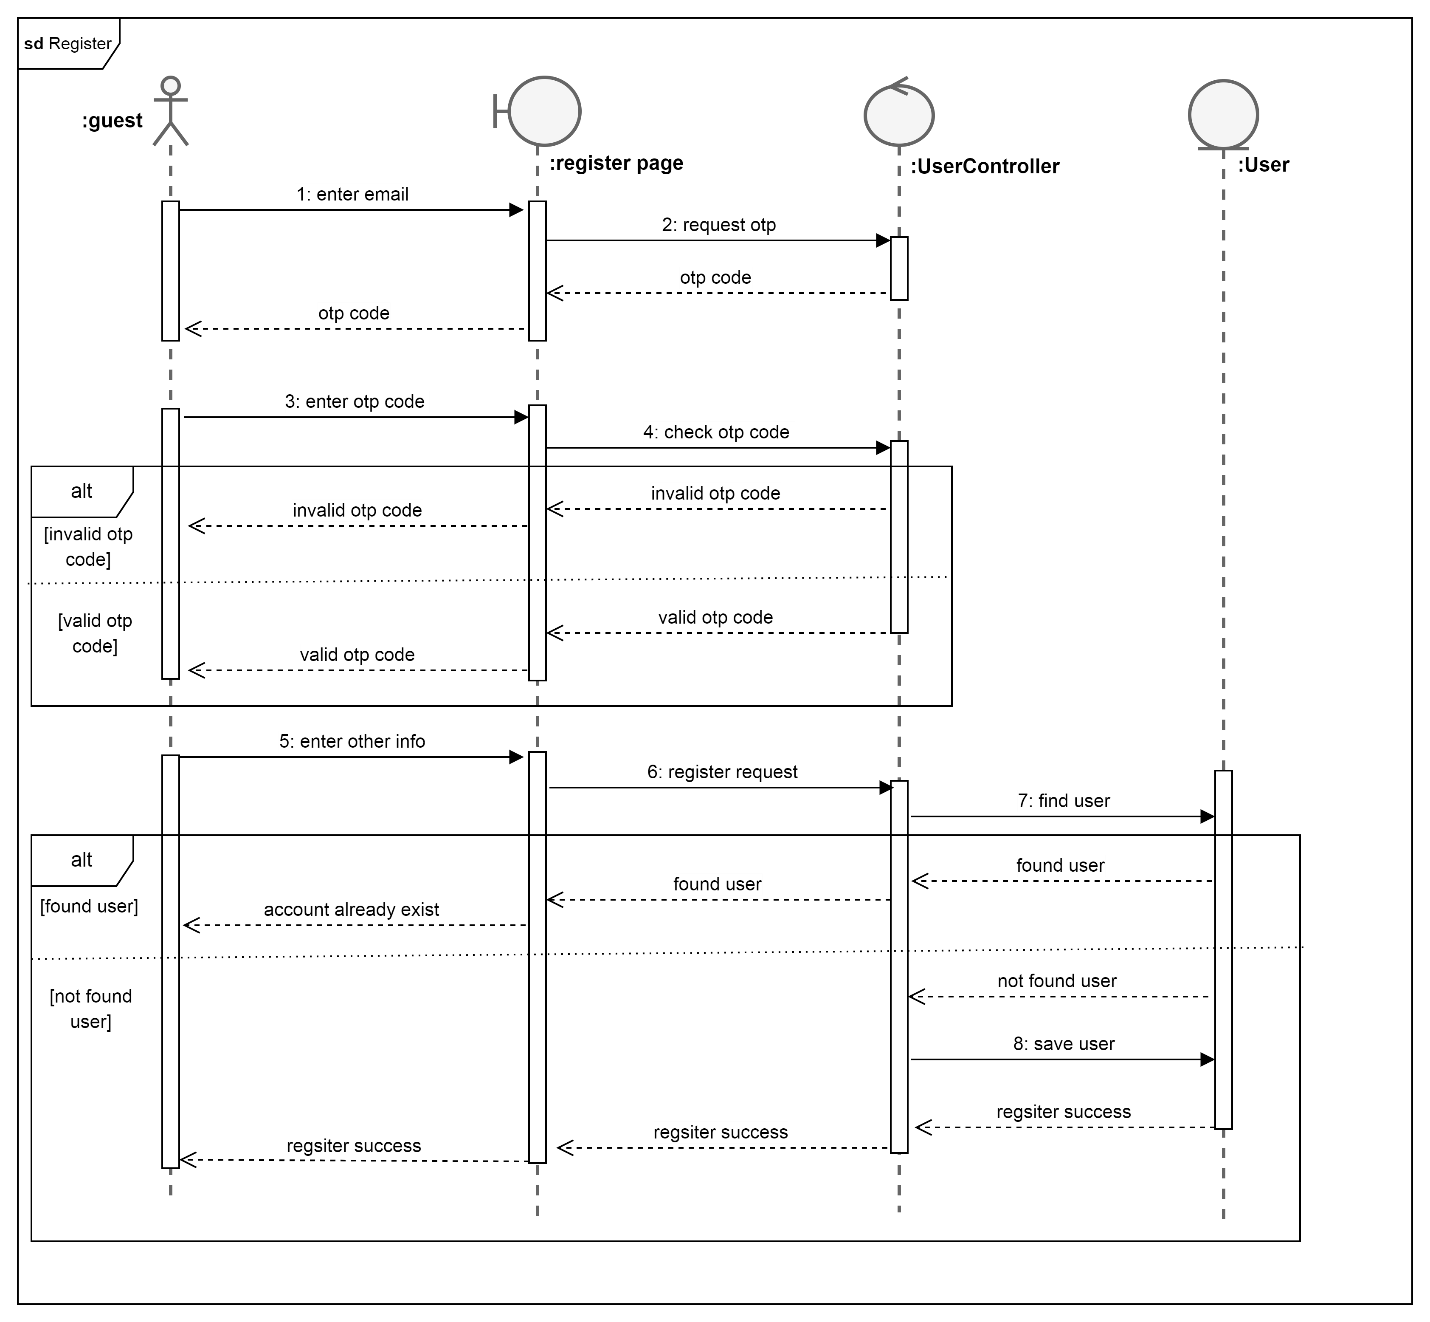 sd Register
:guest
:register page
:UserController
:User
1: enter email
2: request otp
otp code
otp code
3: enter otp code
4: check otp code
alt
invalid otp code
invalid otp code
[invalid otp
code]
valid otp code
[valid otp
code]
valid otp code
5: enter other info
6: register request
7: find user
alt
found user
found user
[found user]
account already exist
not found user
[not found
user]
8: save user
regsiter success
regsiter success
regsiter success